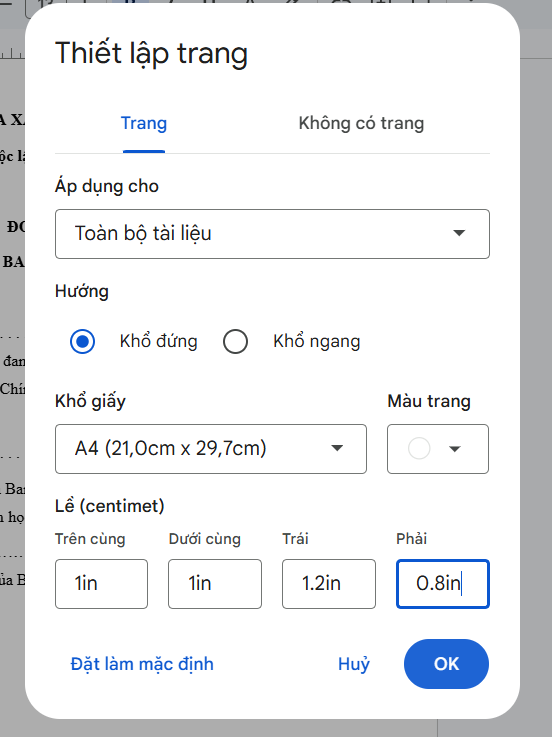 Thiết lập trang
Trang
Không có trang
Áp dụng cho
Toàn bộ tài liệu
Hướng
Khổ đứng
Khổ ngang
Khổ giấy
Màu trang
A4 (21,0cm x 29,7cm)
Lề (centimet)
Trên cùng
Dưới cùng
Trái
Phải
1in
1in
1.2in
0.8in
Đặt làm mặc định
Huỷ
OK